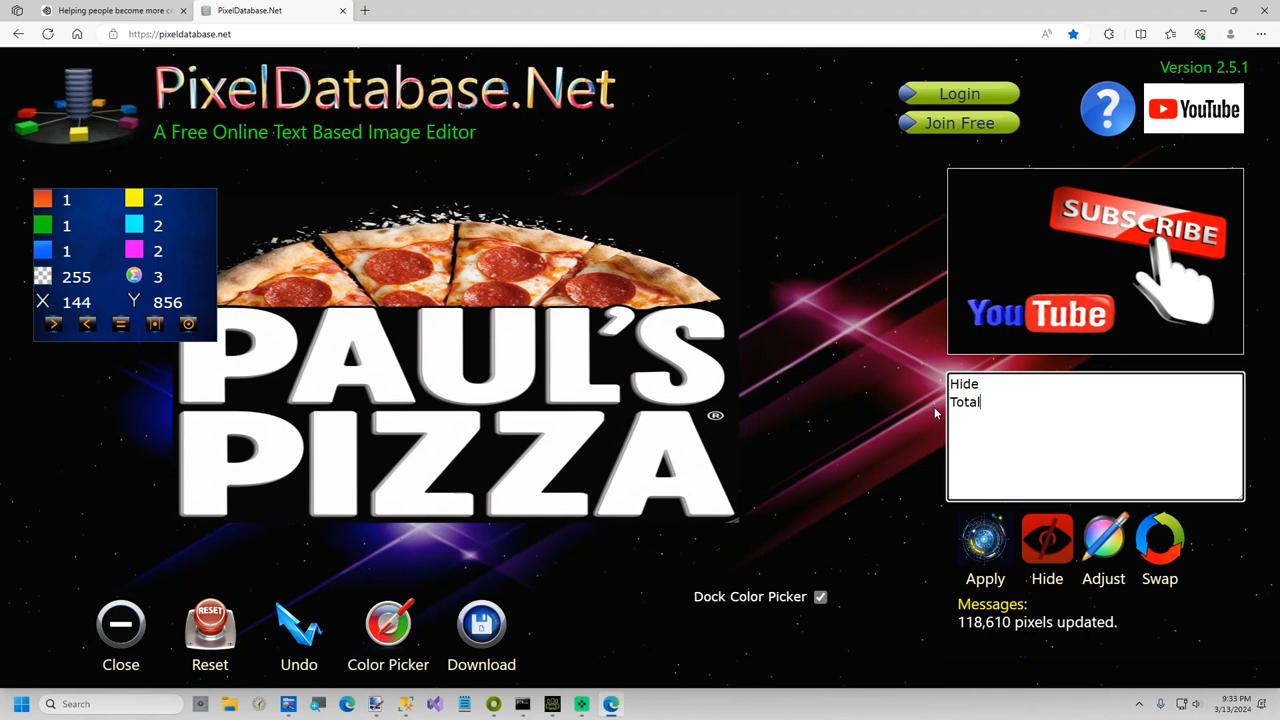 Helping people become more cr
PixelDatabase.Net
https://pixeldatabase.net
PixelDatabase.Net
A Free Online Text Based Image Editor
Version 2.5.1
Login
Join Free
?
YouTube
1 2
1 2
1 2
255 Σ 3
X 144 Y 856
PAUL'S
PIZZA®
SUBSCRIBE
YouTube
Hide
Total
Apply Hide Adjust Swap
Dock Color Picker
Messages:
118,610 pixels updated.
RESET
Close Reset Undo Color Picker Download
Search
9:33 PM
3/13/2024